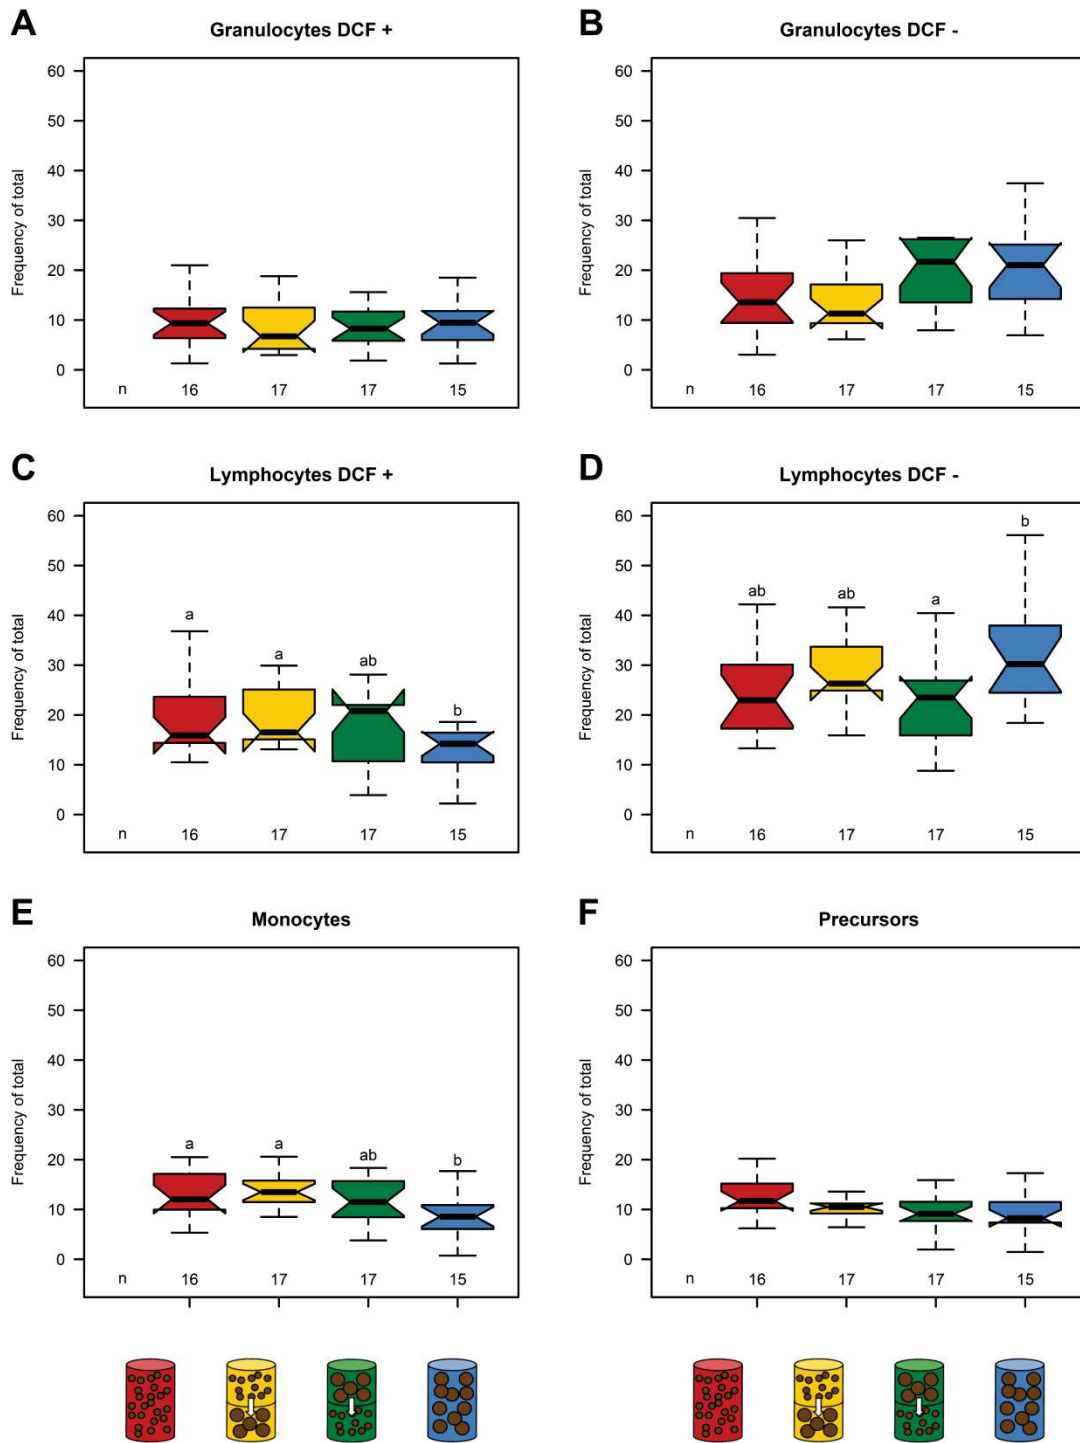 A
Granulocytes DCF +
60
50
40
30
20
10
0
Frequency of total
n 16 17 17 15
B
Granulocytes DCF -
60
50
40
30
20
10
0
Frequency of total
n 16 17 17 15
C
Lymphocytes DCF +
60
50
40
30
20
10
0
Frequency of total
a a ab b
n 16 17 17 15
D
Lymphocytes DCF -
60
50
40
30
20
10
0
Frequency of total
ab ab a b
n 16 17 17 15
E
Monocytes
60
50
40
30
20
10
0
Frequency of total
a a ab b
n 16 17 17 15
F
Precursors
60
50
40
30
20
10
0
Frequency of total
n 16 17 17 15